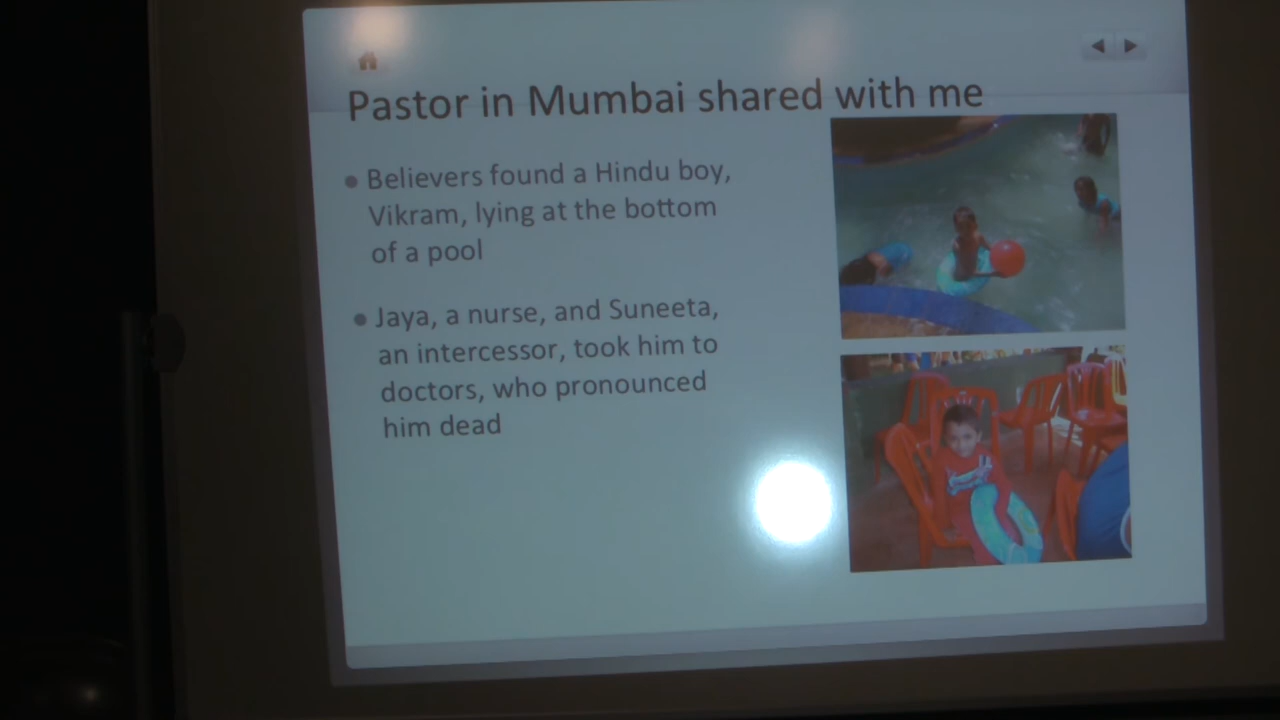 Pastor in Mumbai shared with me
Believers found a Hindu boy,
Vikram, lying at the bottom
of a pool
Jaya, a nurse, and Suneeta,
an intercessor, took him to
doctors, who pronounced
him dead